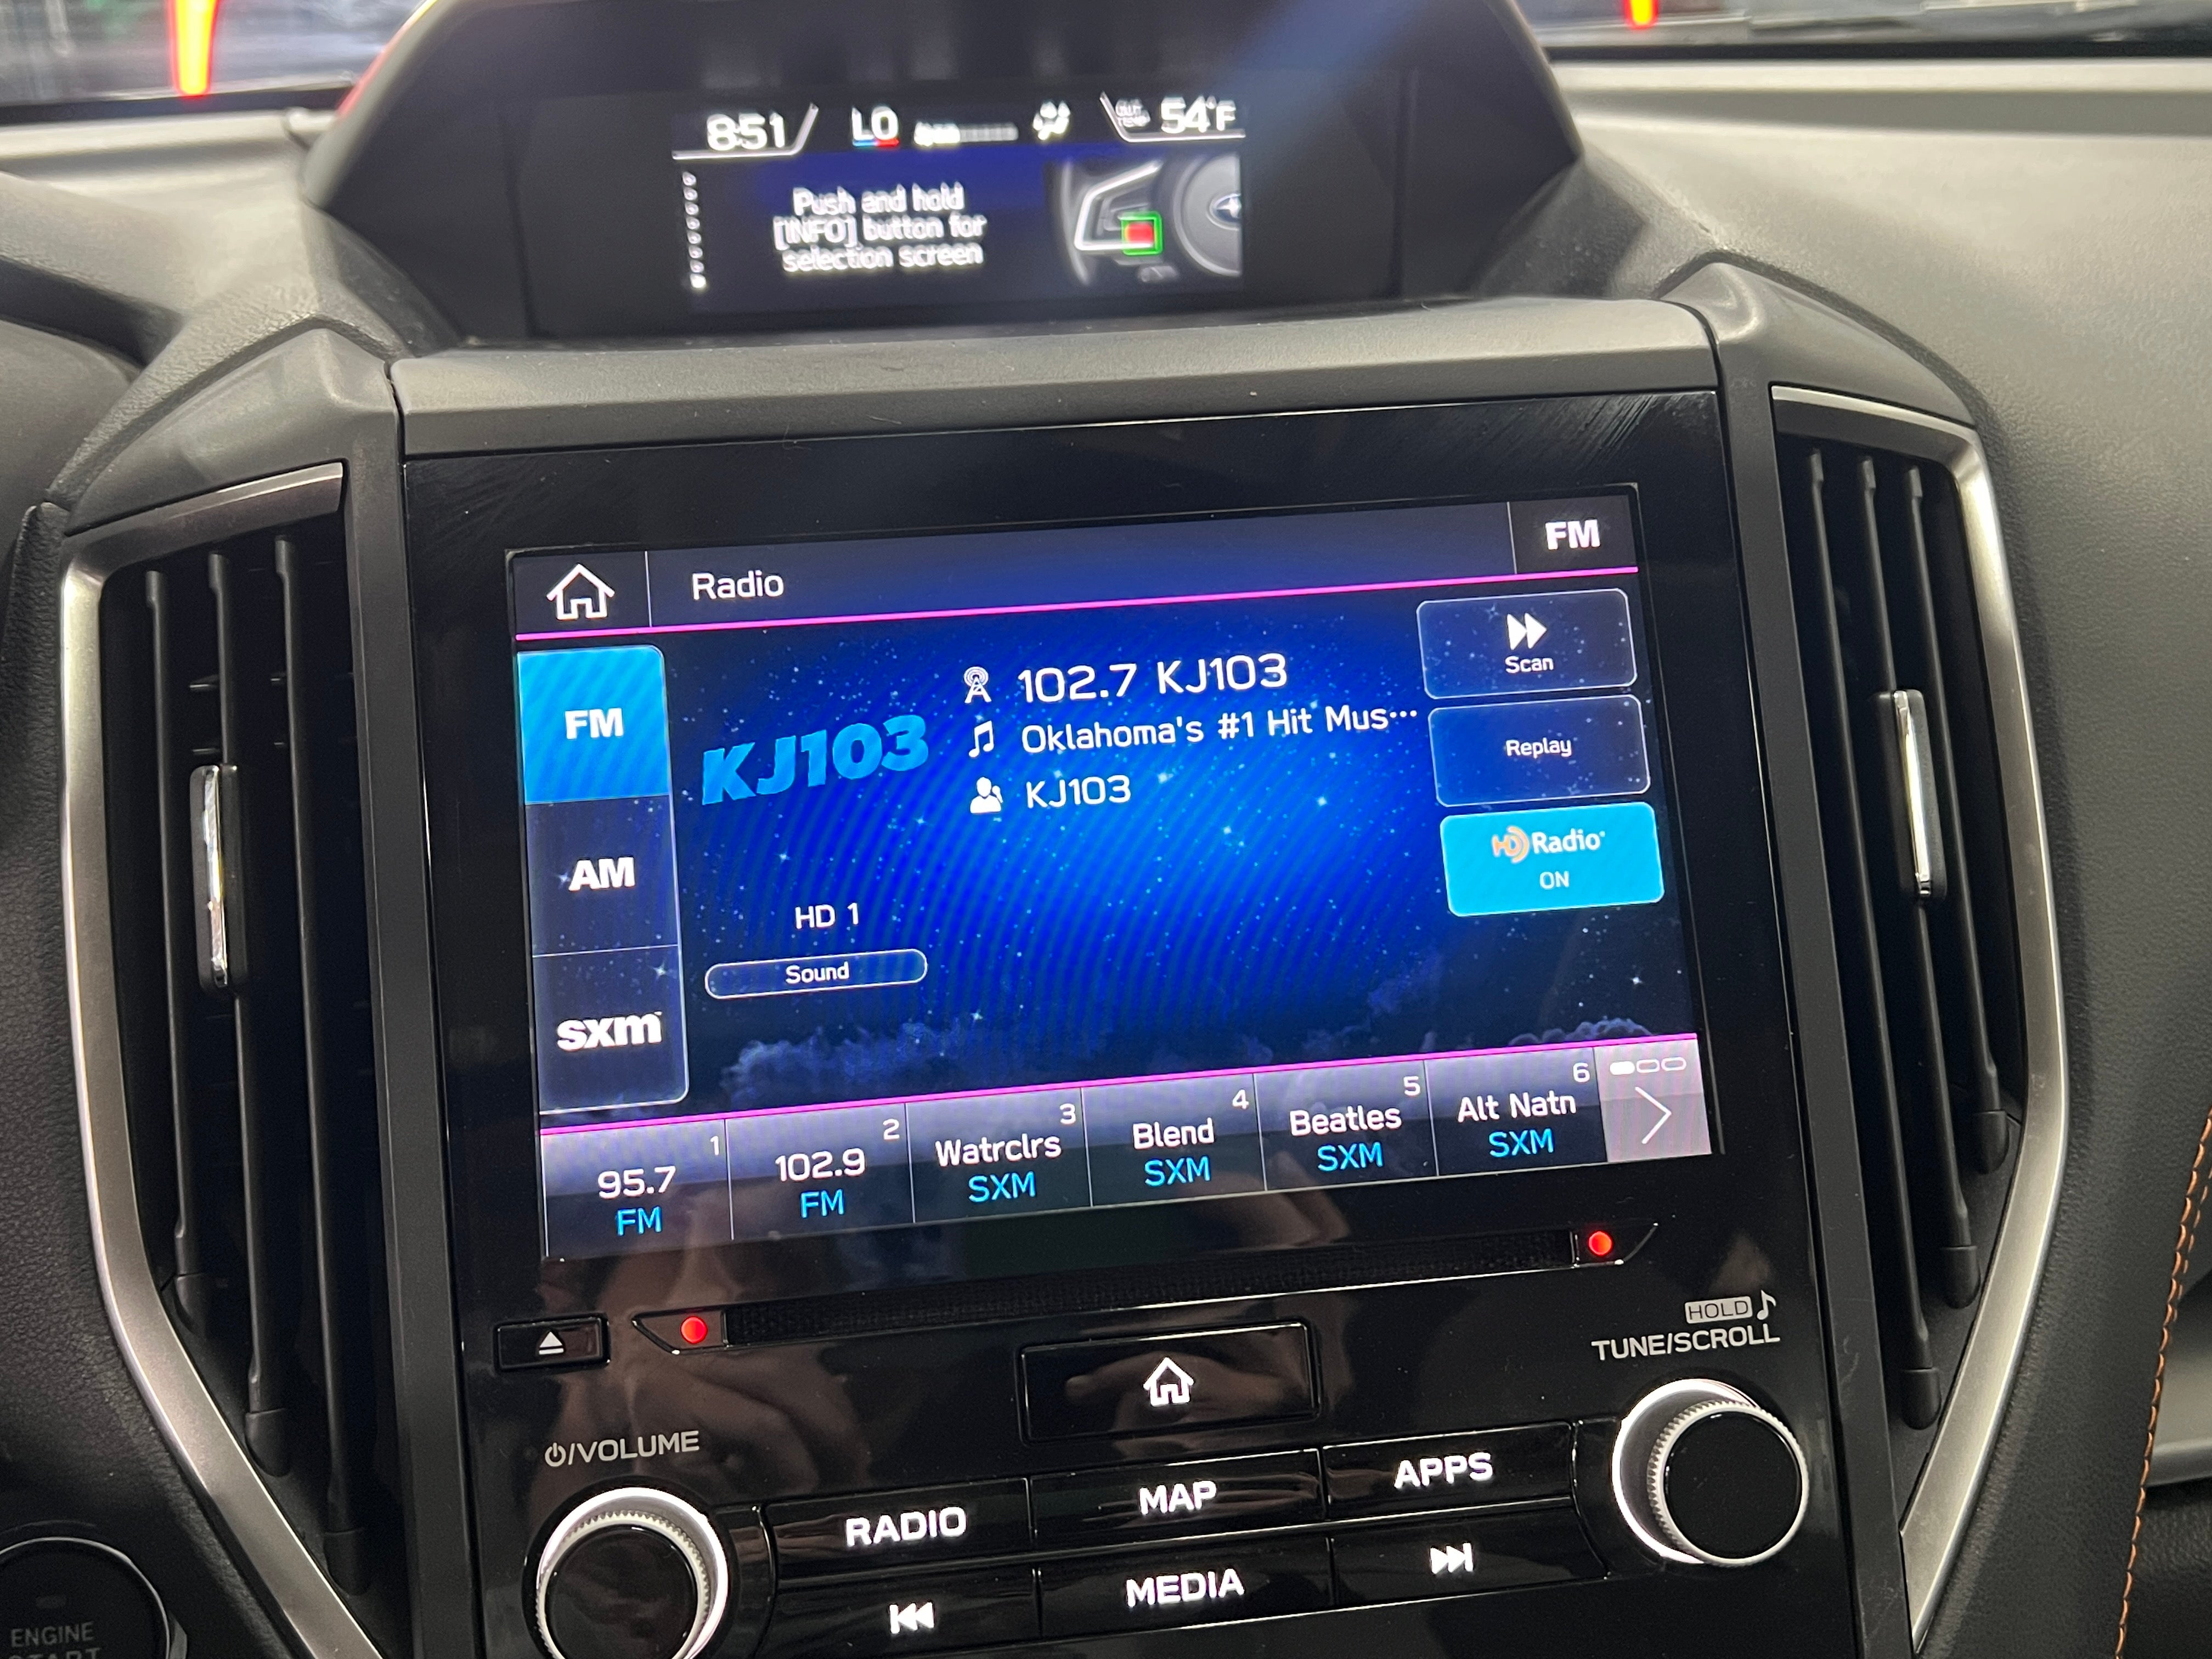 8:51
LO
OUT TEMP
54°F
Push and hold
[INFO] button for
selection screen
Radio
FM
FM
AM
sxm
KJ103
102.7 KJ103
Oklahoma's #1 Hit Mus…
KJ103
HD 1
Sound
Scan
Replay
HD Radio
ON
1
95.7
FM
2
102.9
FM
3
Watrclrs
SXM
4
Blend
SXM
5
Beatles
SXM
6
Alt Natn
SXM
HOLD
TUNE/SCROLL
/VOLUME
RADIO
MAP
APPS
MEDIA
ENGINE
START